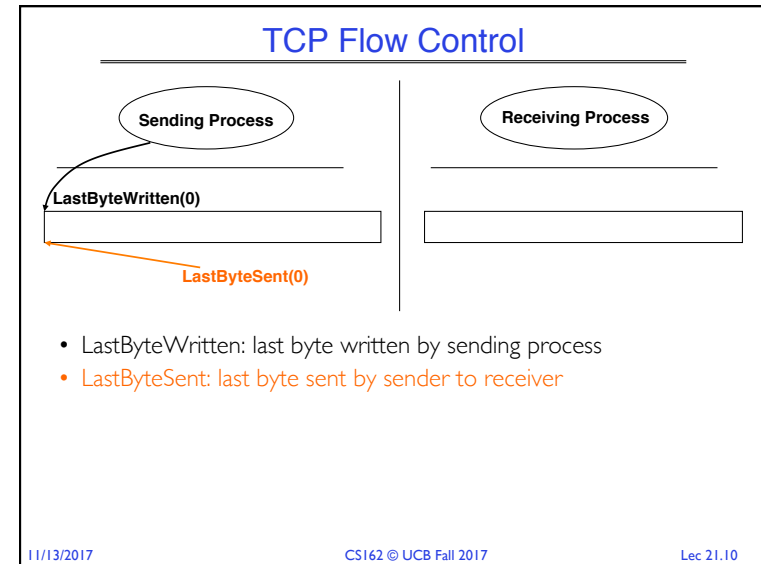 TCP Flow Control
Sending Process
Receiving Process
LastByteWritten(0)
LastByteSent(0)
• LastByteWritten: last byte written by sending process
• LastByteSent: last byte sent by sender to receiver
11/13/2017
CS162 © UCB Fall 2017
Lec 21.10